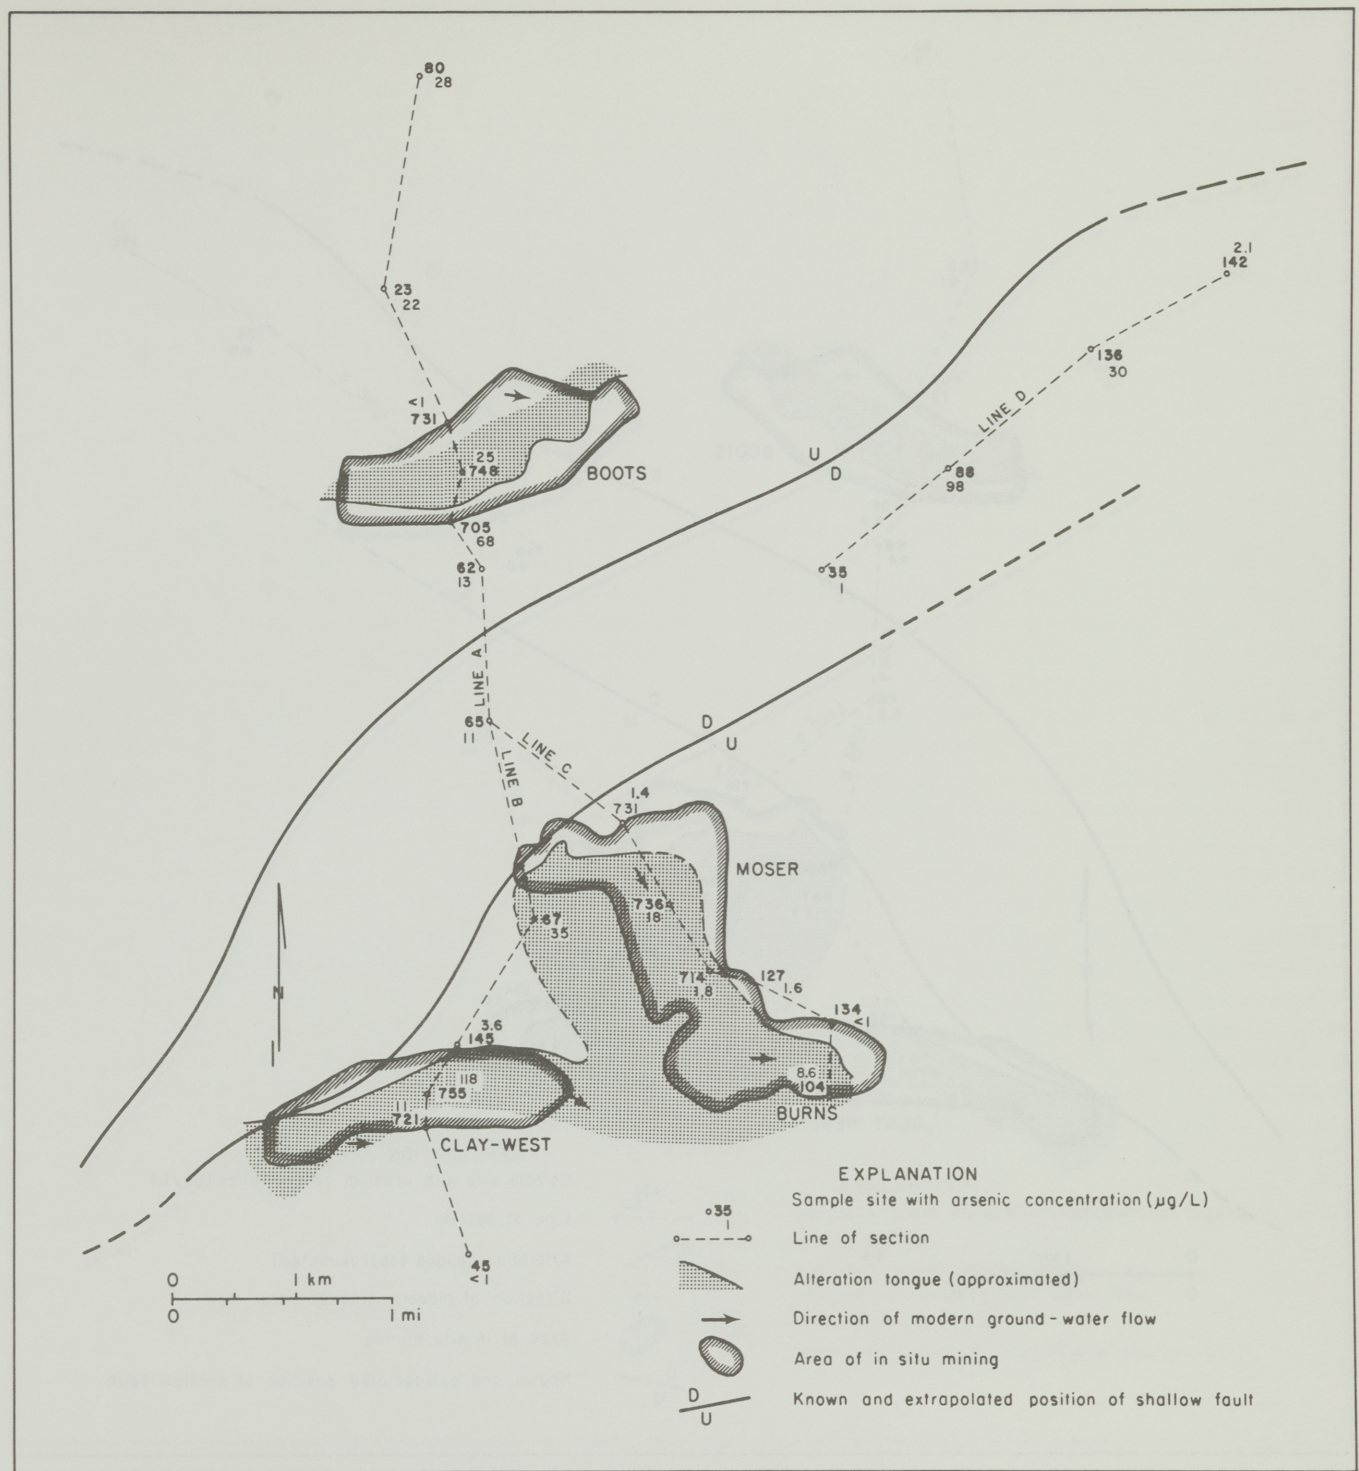 80
28
2.1
142
23
22
136
30
<1
731
LINE D
25
748
BOOTS
U
D
88
98
705
68
62
13
35
1
LINE A
65
11
LINE C
LINE B
D
U
1.4
731
MOSER
736
18
67
35
714
1.8
127
1.6
134
<1
N
3.6
145
118
755
8.6
104
BURNS
11
721
CLAY-WEST
45
<1
0 1 km
0 1 mi
EXPLANATION
35
1
Sample site with arsenic concentration (µg/L)
Line of section
Alteration tongue (approximated)
Direction of modern ground-water flow
Area of in situ mining
D
U
Known and extrapolated position of shallow fault